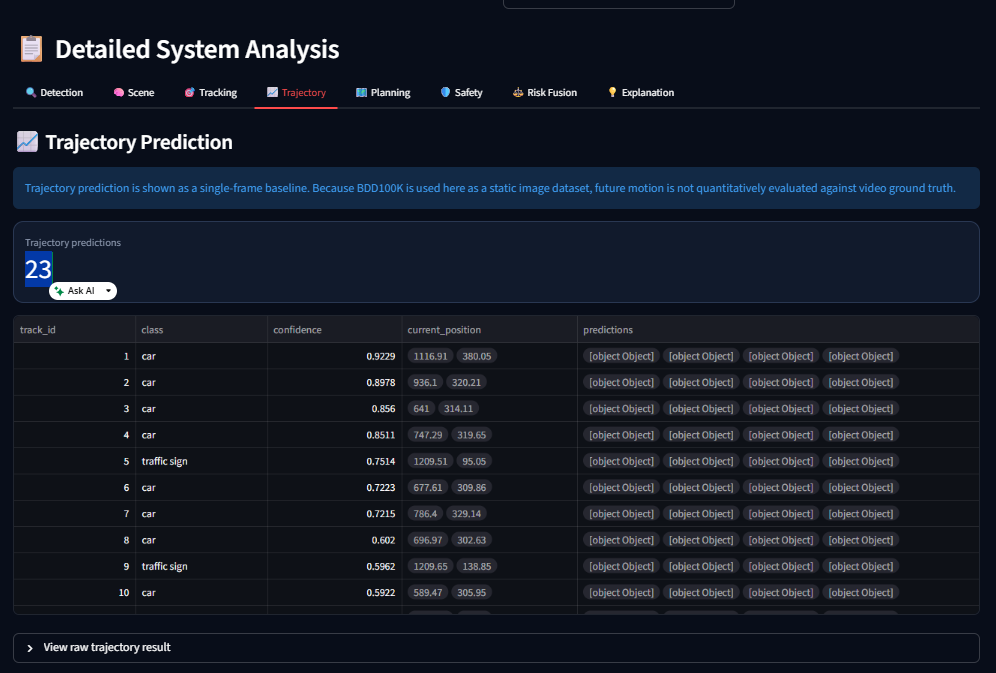 Detailed System Analysis
Detection Scene Tracking Trajectory Planning Safety Risk Fusion Explanation
Trajectory Prediction
Trajectory prediction is shown as a single-frame baseline. Because BDD100K is used here as a static image dataset, future motion is not quantitatively evaluated against video ground truth.
Trajectory predictions
23
Ask AI
track_id class confidence current_position predictions
1 car 0.9229 1116.91 380.05 [object Object] [object Object] [object Object] [object Object]
2 car 0.8978 936.1 320.21 [object Object] [object Object] [object Object] [object Object]
3 car 0.856 641 314.11 [object Object] [object Object] [object Object] [object Object]
4 car 0.8511 747.29 319.65 [object Object] [object Object] [object Object] [object Object]
5 traffic sign 0.7514 1209.51 95.05 [object Object] [object Object] [object Object] [object Object]
6 car 0.7223 677.61 309.86 [object Object] [object Object] [object Object] [object Object]
7 car 0.7215 786.4 329.14 [object Object] [object Object] [object Object] [object Object]
8 car 0.602 696.97 302.63 [object Object] [object Object] [object Object] [object Object]
9 traffic sign 0.5962 1209.65 138.85 [object Object] [object Object] [object Object] [object Object]
10 car 0.5922 589.47 305.95 [object Object] [object Object] [object Object] [object Object]
View raw trajectory result